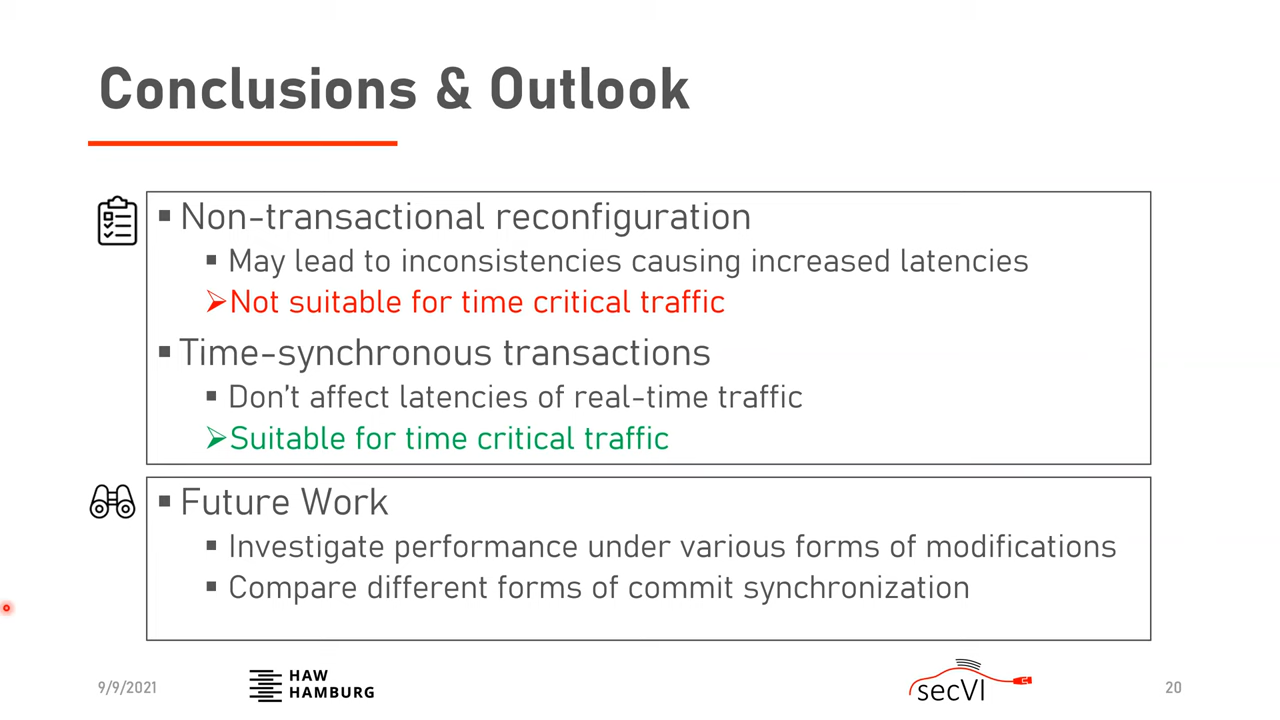 Conclusions & Outlook
▪ Non-transactional reconfiguration
▪ May lead to inconsistencies causing increased latencies
➢Not suitable for time critical traffic
▪ Time-synchronous transactions
▪ Don't affect latencies of real-time traffic
➢Suitable for time critical traffic
▪ Future Work
▪ Investigate performance under various forms of modifications
▪ Compare different forms of commit synchronization
9/9/2021
HAW
HAMBURG
secVI
20